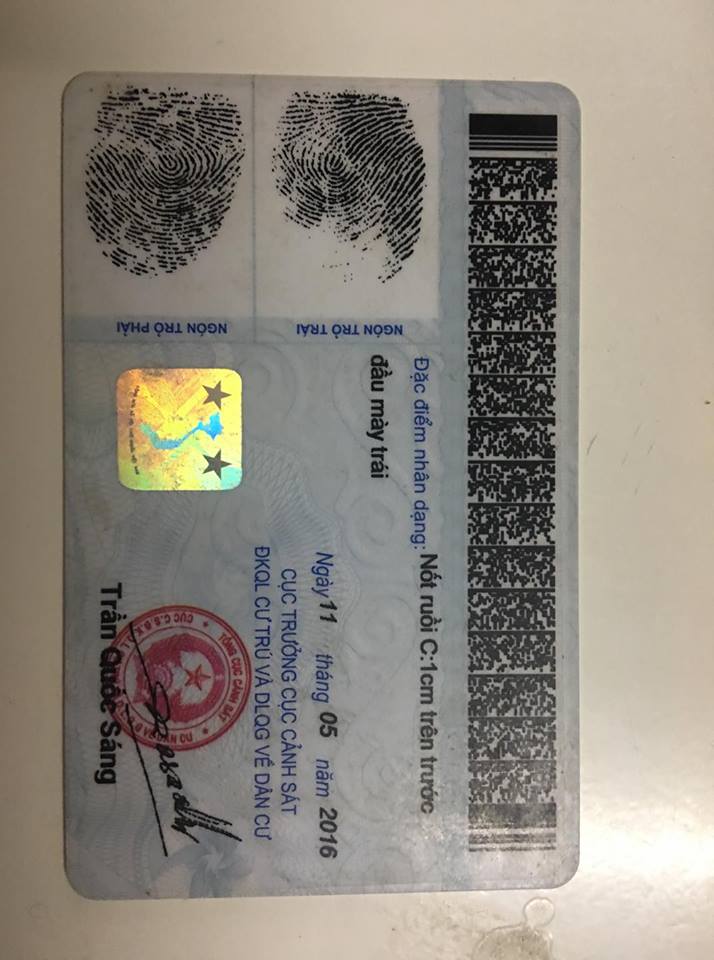 Đặc điểm nhân dạng: Nốt ruồi C:1cm trên trước
đầu mày trái
NGÓN TRỎ TRÁI
Ngày 11 tháng 05 năm 2016
CỤC TRƯỞNG CỤC CẢNH SÁT
ĐKQL CƯ TRÚ VÀ DLQG VỀ DÂN CƯ
NGÓN TRỎ PHẢI
TỔNG CỤC CẢNH SÁT
Trần Quốc Sáng